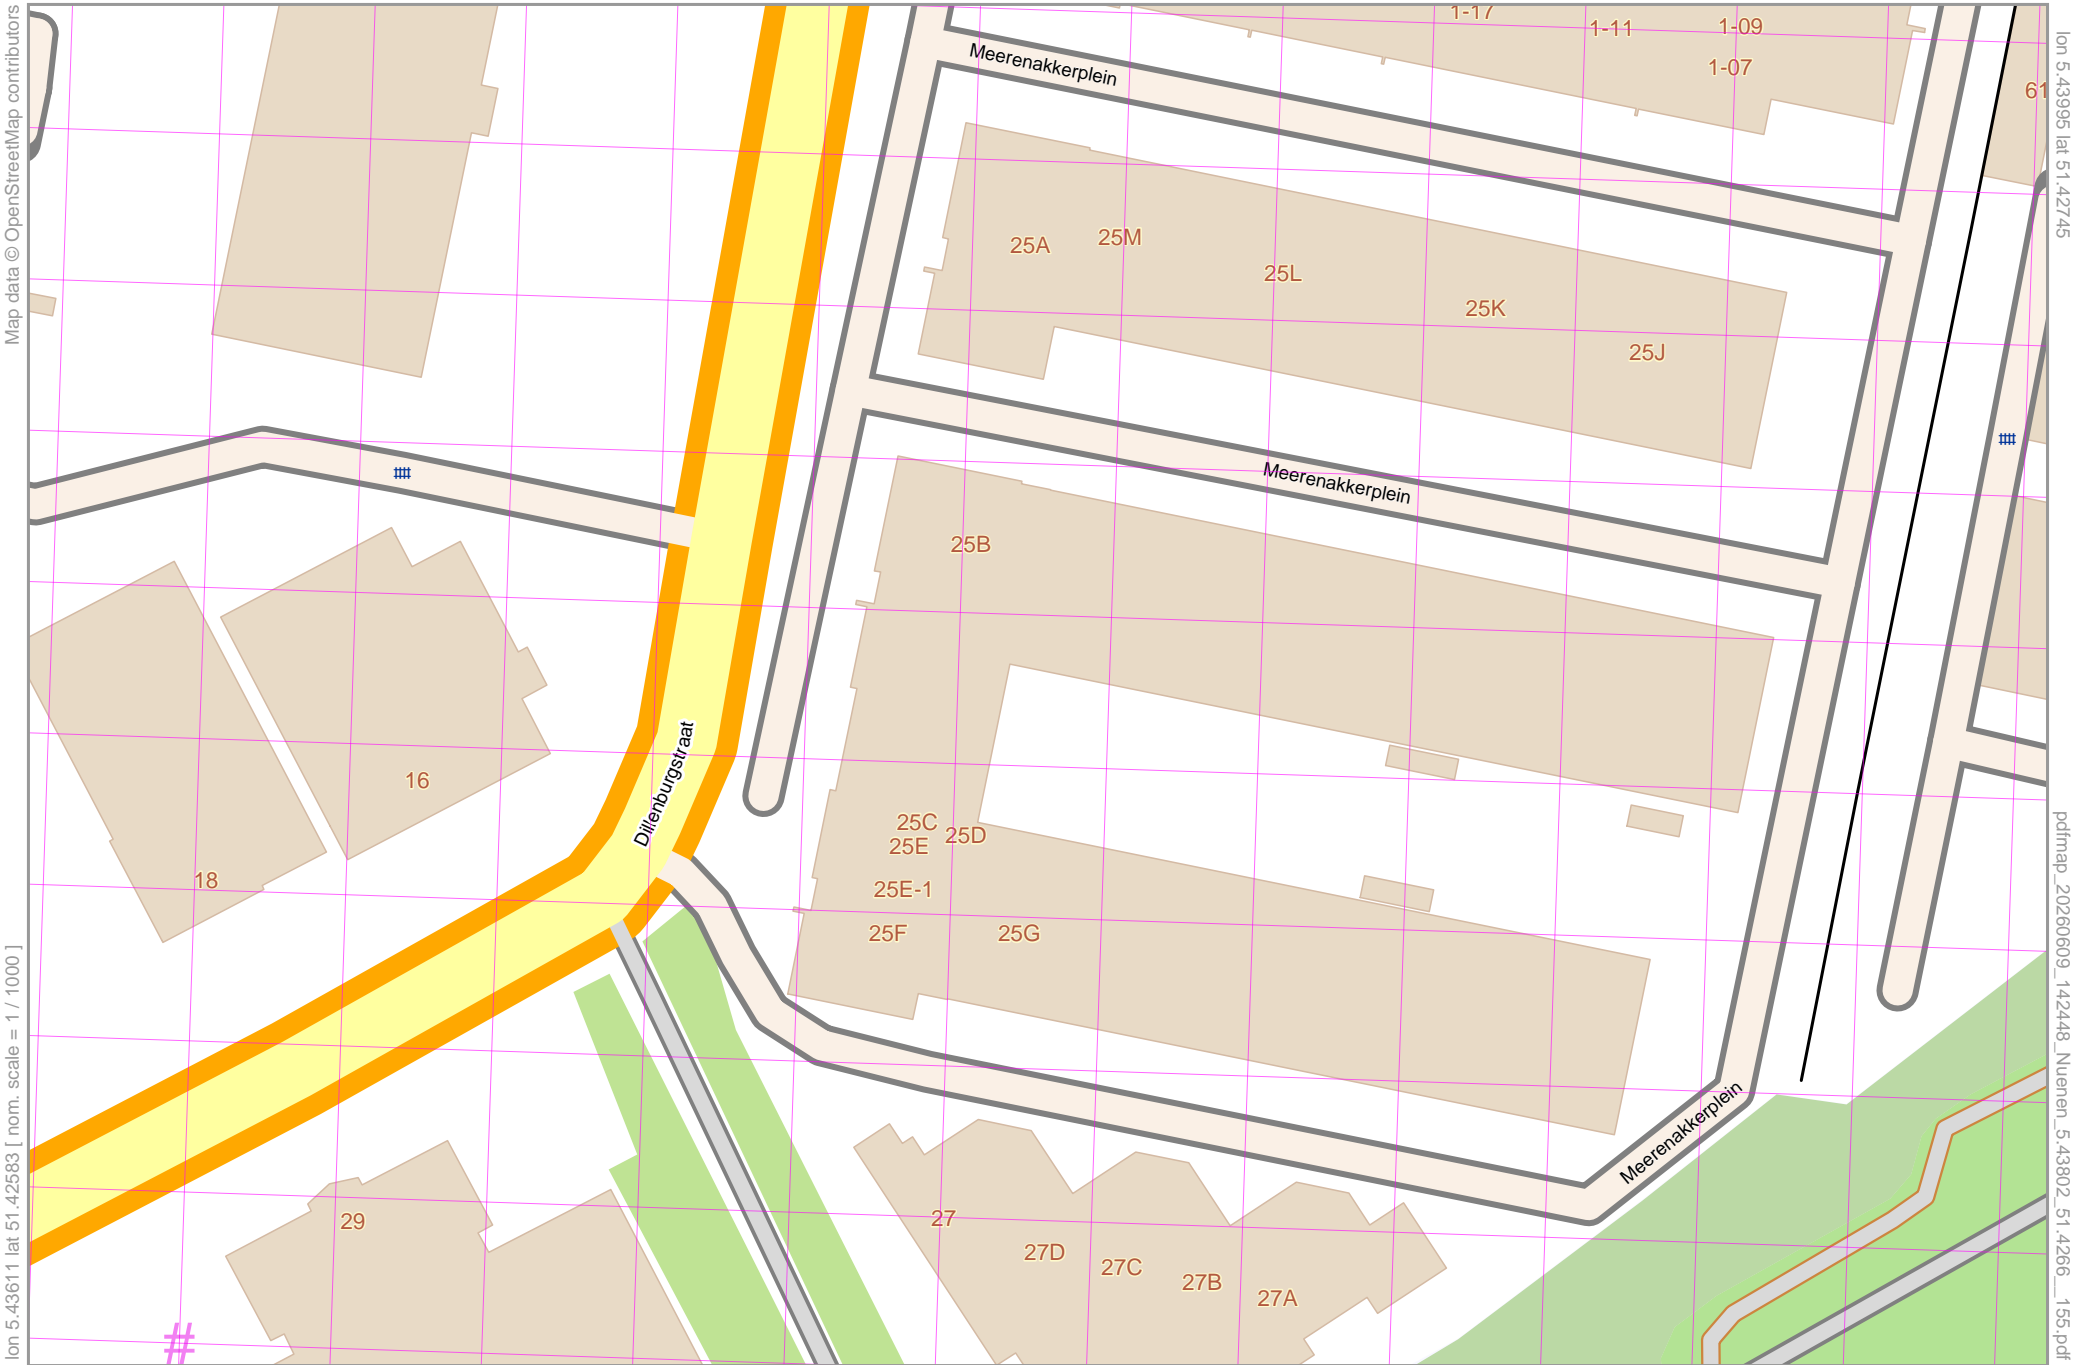 Map data © OpenStreetMap contributors
lon 5.43611 lat 51.42583 [ nom. scale = 1 / 1000 ]
lon 5.43995 lat 51.42745
pdfmap_20260609_142448_Nuenen_5.43802_51.4266__155.pdf
1-17
1-11
1-09
1-07
61
Meerenakkerplein
25A
25M
25L
25K
25J
Meerenakkerplein
25B
Dillenburgstraat
16
18
25C
25D
25E
25E-1
25F
25G
Meerenakkerplein
29
27
27D
27C
27B
27A
#